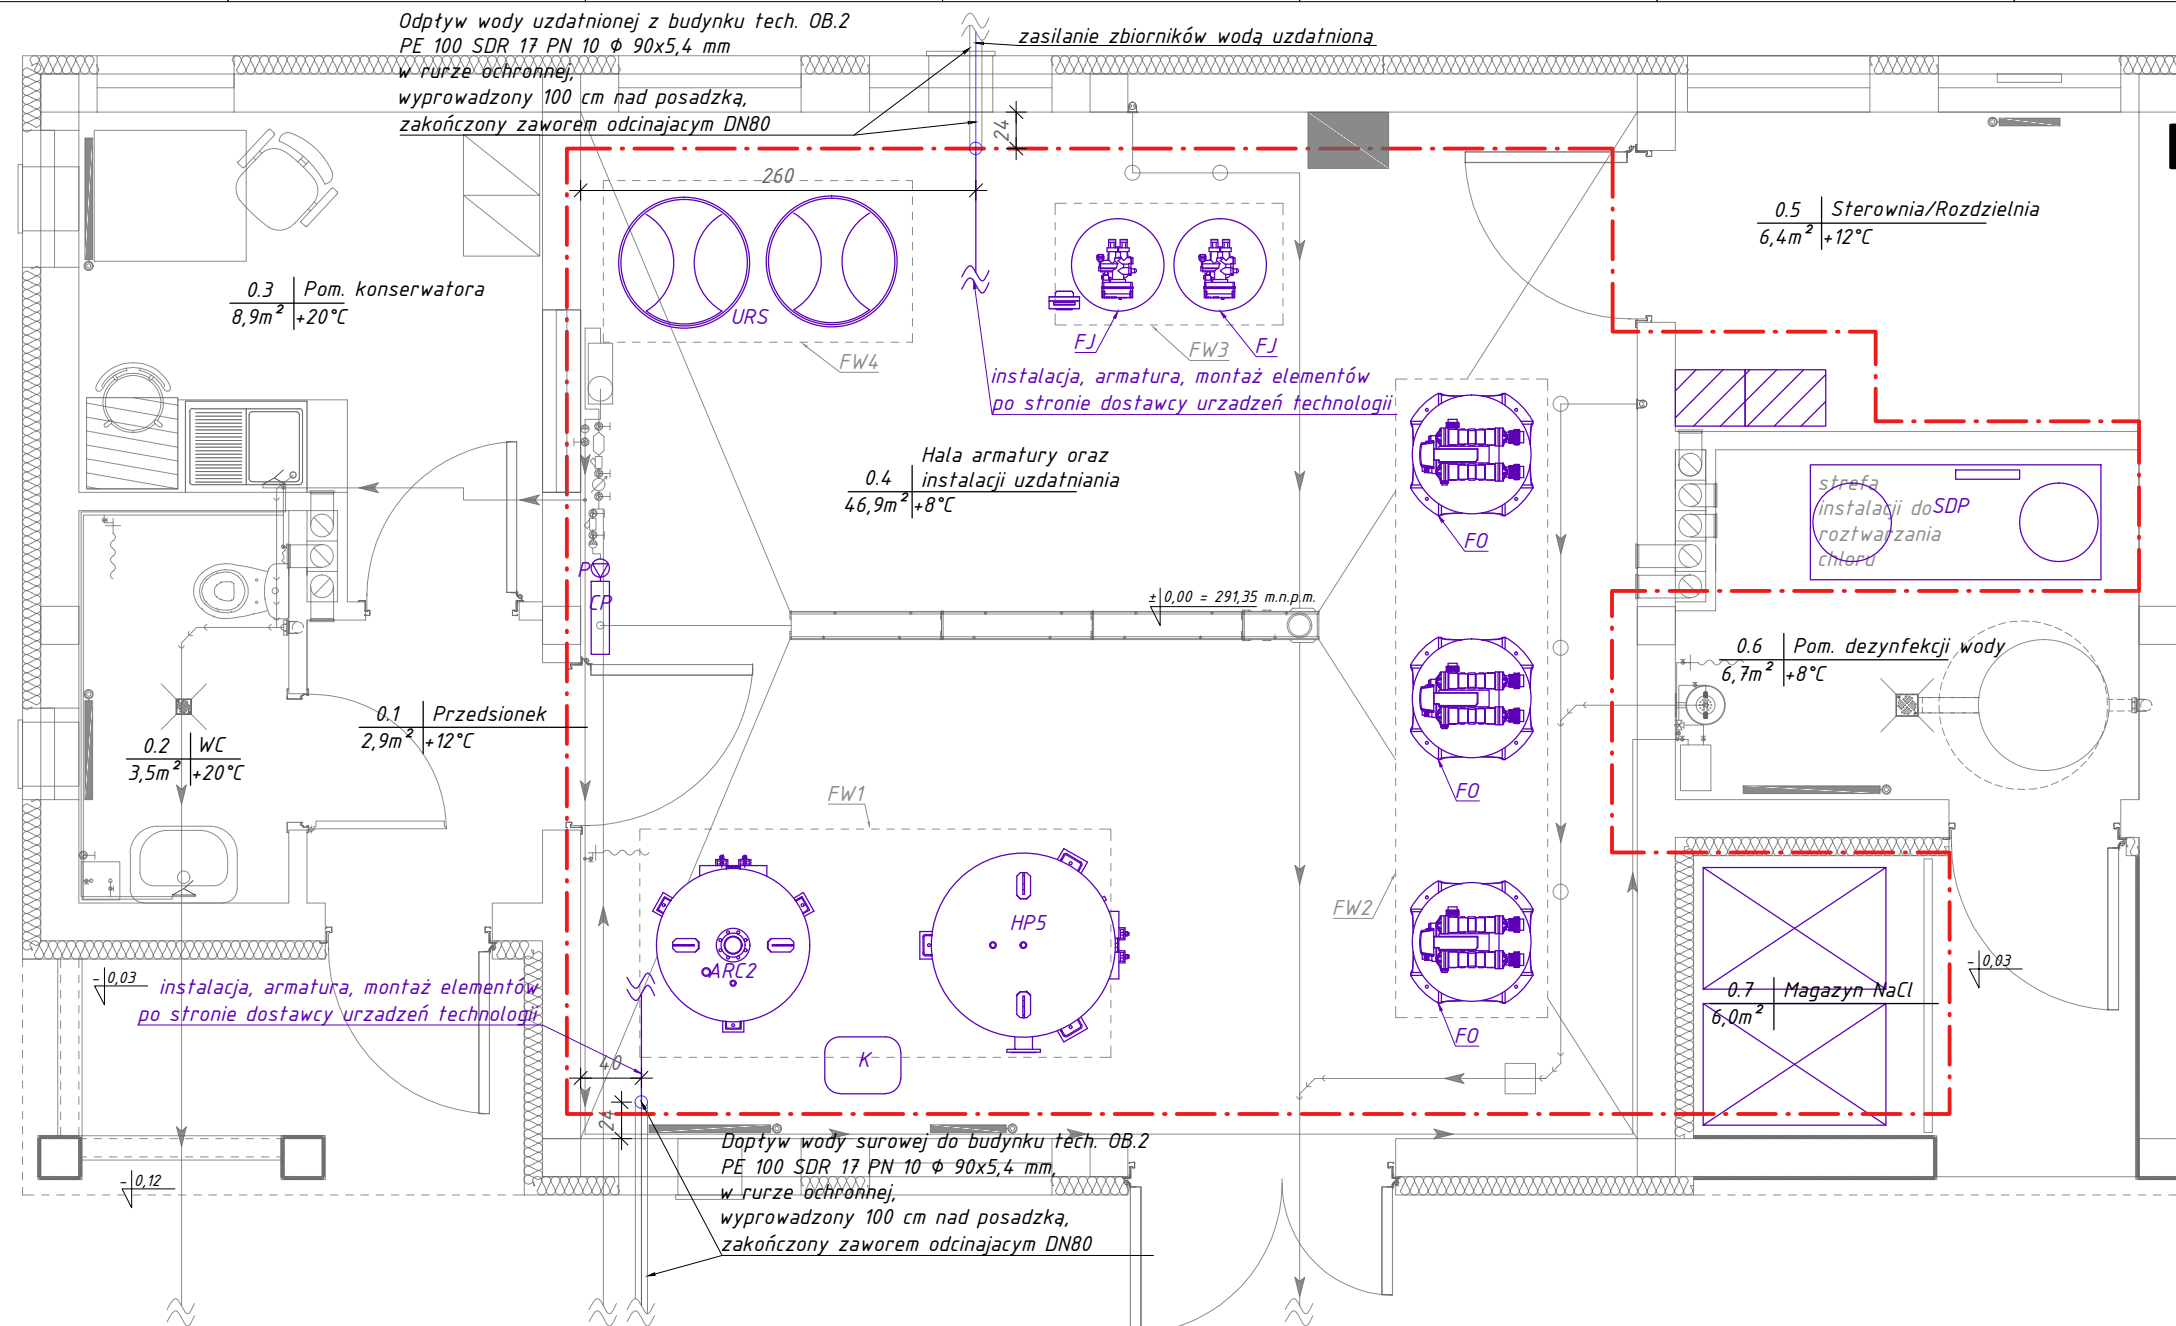 Odpływ wody uzdatnionej z budynku tech. OB.2
PE 100 SDR 17 PN 10 Φ 90x5,4 mm
w rurze ochronnej,
wyprowadzony 100 cm nad posadzką,
zakończony zaworem odcinajacym DN80
zasilanie zbiorników wodą uzdatnioną
24
260
0.5 Sterownia/Rozdzielnia
6,4m² +12°C
0.3 Pom. konserwatora
8,9m² +20°C
URS
FW4
FJ
FW3
FJ
instalacja, armatura, montaż elementów
po stronie dostawcy urzadzeń technologii
0.4 Hala armatury oraz
instalacji uzdatniania
46,9m² +8°C
FO
strefa
instalacji do
roztwarzania
chloru
SDP
P
CP
± 0,00 = 291,35 m.n.p.m.
0.6 Pom. dezynfekcji wody
6,7m² +8°C
0.1 Przedsionek
2,9m² +12°C
0.2 WC
3,5m² +20°C
FO
FW1
FW2
HP5
ARC2
-0,03
instalacja, armatura, montaż elementów
po stronie dostawcy urzadzeń technologii
-0,03
0.7 Magazyn NaCl
6,0m²
FO
K
40
24
Dopływ wody surowej do budynku tech. OB.2
PE 100 SDR 17 PN 10 Φ 90x5,4 mm,
w rurze ochronnej,
wyprowadzony 100 cm nad posadzką,
zakończony zaworem odcinajacym DN80
-0,12